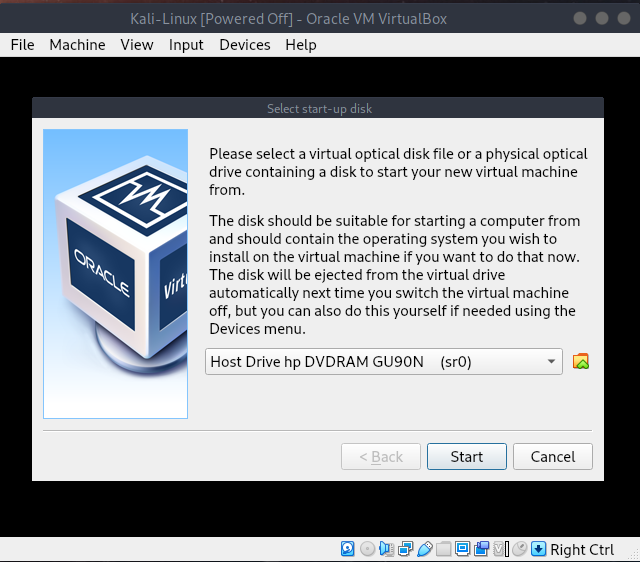 Kali-Linux [Powered Off] - Oracle VM VirtualBox
File Machine View Input Devices Help
Select start-up disk
Please select a virtual optical disk file or a physical optical
drive containing a disk to start your new virtual machine
from.
The disk should be suitable for starting a computer from
and should contain the operating system you wish to
install on the virtual machine if you want to do that now.
The disk will be ejected from the virtual drive
automatically next time you switch the virtual machine
off, but you can also do this yourself if needed using the
Devices menu.
ORACLE
Virt
Host Drive hp DVDRAM GU90N (sr0)
< Back Start Cancel
Right Ctrl